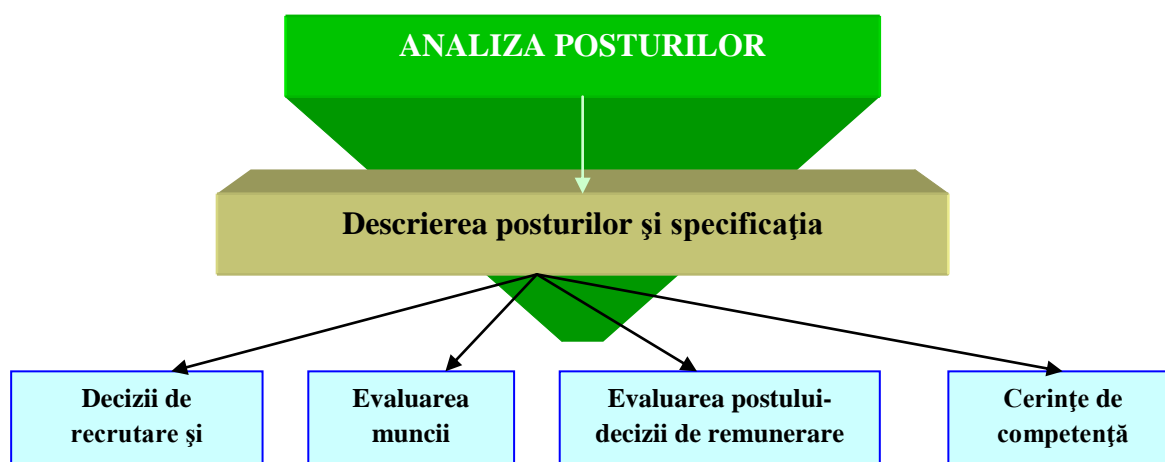 ANALIZA POSTURILOR
Descrierea posturilor şi specificaţia
Decizii de
recrutare şi
Evaluarea
muncii
Evaluarea postului-
decizii de remunerare
Cerinţe de
competenţă